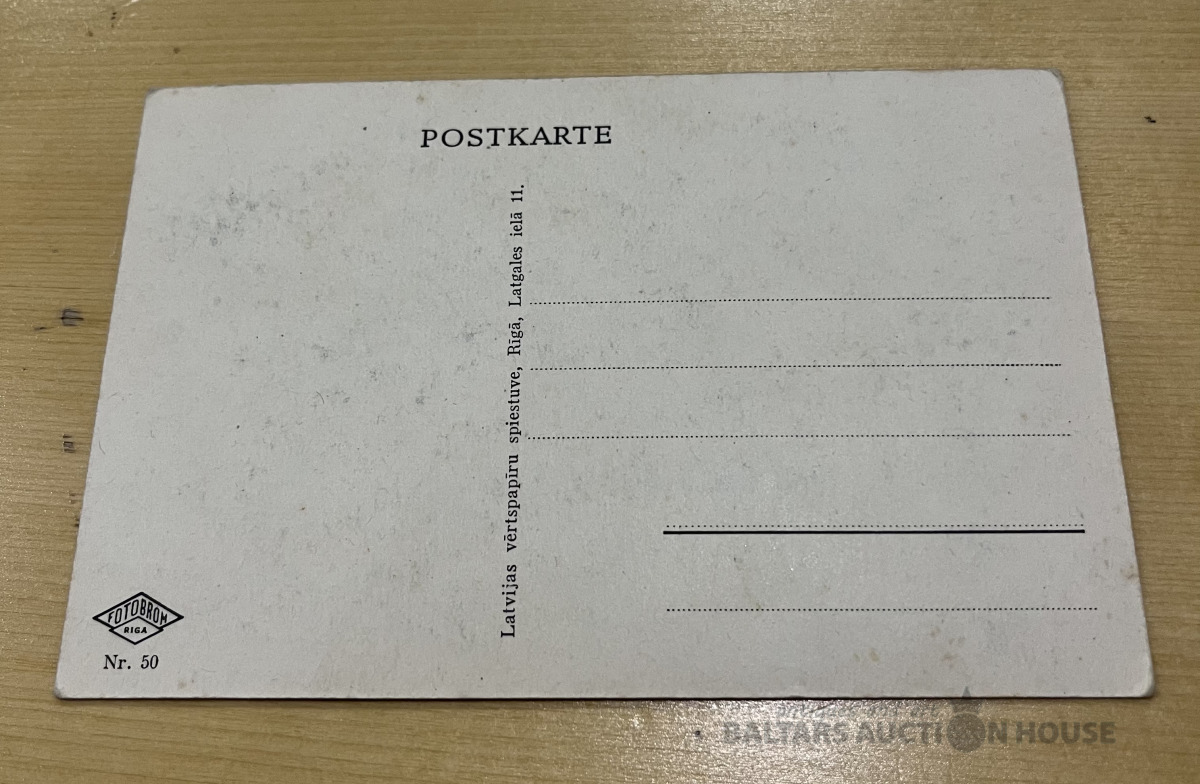 POSTKARTE
Latvijas vērtspapīru spiestuve, Rīgā, Latgales ielā 11.
FOTOBROM
RIGA
Nr. 50
BALTARS AUCTION HOUSE